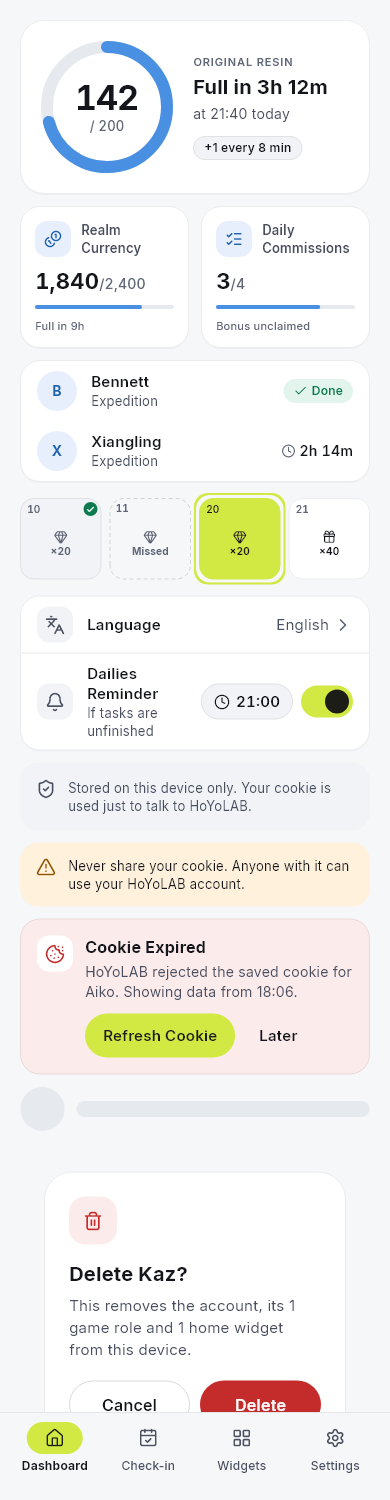 142
/ 200
ORIGINAL RESIN
Full in 3h 12m
at 21:40 today
+1 every 8 min
Realm
Currency
1,840/2,400
Full in 9h
Daily
Commissions
3/4
Bonus unclaimed
B
Bennett
Expedition
Done
X
Xiangling
Expedition
2h 14m
10
×20
11
Missed
20
×20
21
×40
Language
English
Dailies
Reminder
If tasks are
unfinished
21:00
Stored on this device only. Your cookie is
used just to talk to HoYoLAB.
Never share your cookie. Anyone with it can
use your HoYoLAB account.
Cookie Expired
HoYoLAB rejected the saved cookie for
Aiko. Showing data from 18:06.
Refresh Cookie
Later
Delete Kaz?
This removes the account, its 1
game role and 1 home widget
from this device.
Cancel
Delete
Dashboard
Check-in
Widgets
Settings